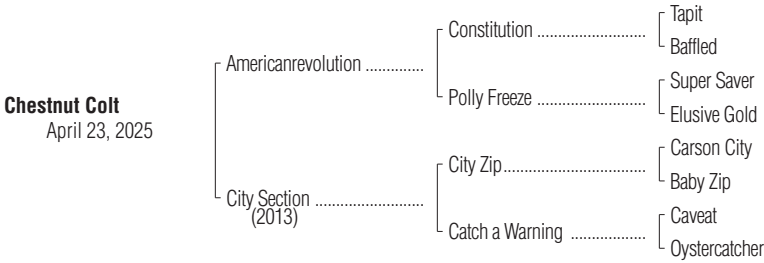 Chestnut Colt
April 23, 2025
Americanrevolution ..............
City Section ..........................
(2013)
Constitution ..........................
Polly Freeze ..........................
City Zip...................................
Catch a Warning ..................
Tapit
Baffled
Super Saver
Elusive Gold
Carson City
Baby Zip
Caveat
Oystercatcher